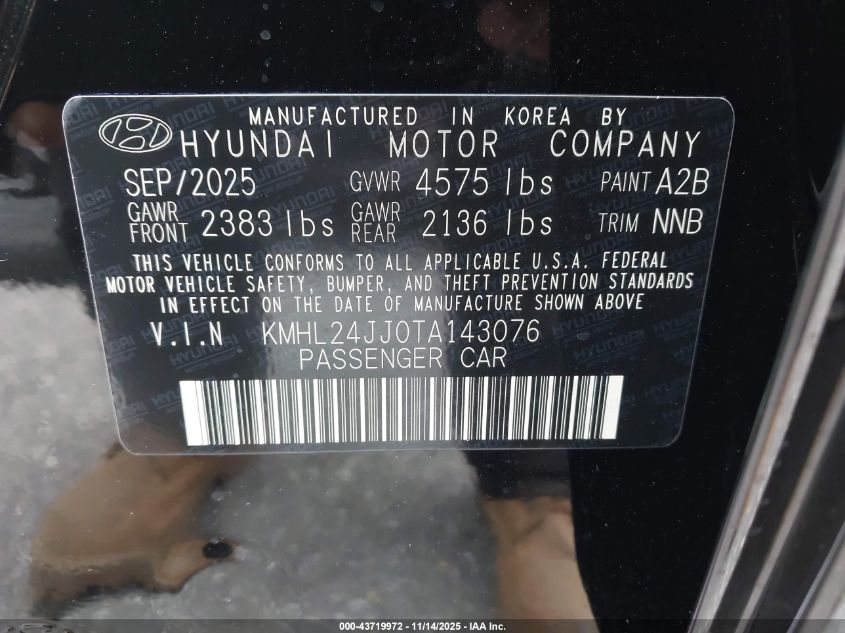 MANUFACTURED IN KOREA BY
HYUNDAI MOTOR COMPANY
SEP/2025 GVWR 4575 lbs PAINT A2B
GAWR FRONT 2383 lbs GAWR REAR 2136 lbs TRIM NNB
THIS VEHICLE CONFORMS TO ALL APPLICABLE U.S.A. FEDERAL
MOTOR VEHICLE SAFETY, BUMPER, AND THEFT PREVENTION STANDARDS
IN EFFECT ON THE DATE OF MANUFACTURE SHOWN ABOVE
V.I.N KMHL24JJ0TA143076
PASSENGER CAR
000-43719972 - 11/14/2025 - IAA Inc.